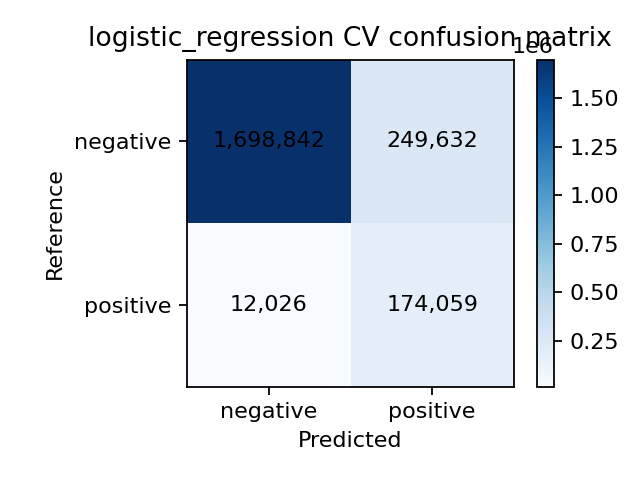 logistic_regression CV confusion matrix
1e6
negative 1,698,842 249,632
positive 12,026 174,059
Reference
negative positive
Predicted
1.50
1.25
1.00
0.75
0.50
0.25